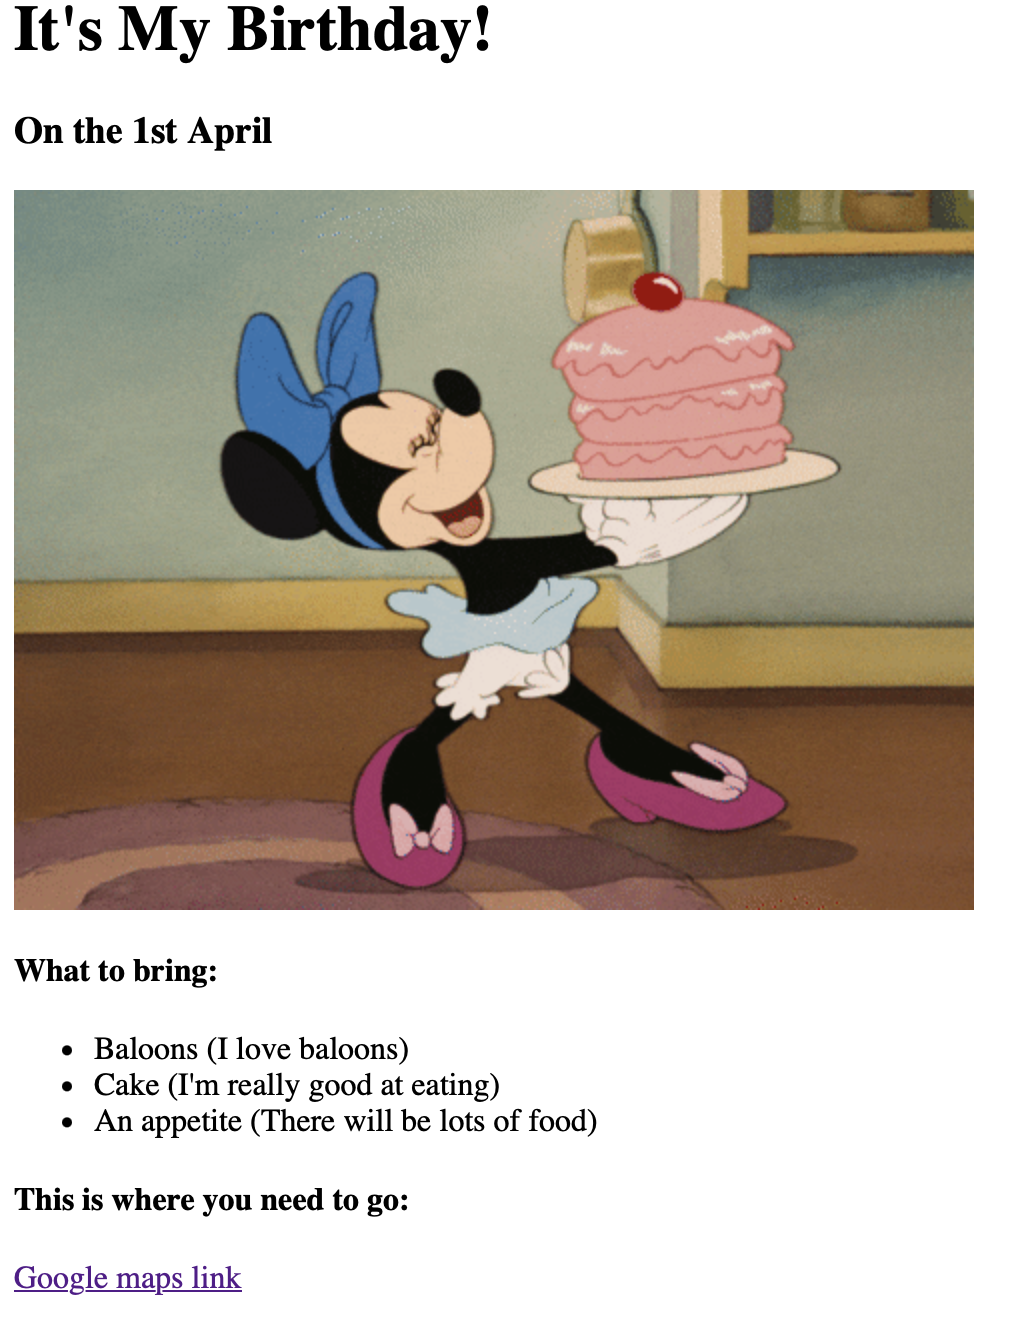 It's My Birthday!
On the 1st April
What to bring:
Baloons (I love baloons)
Cake (I'm really good at eating)
An appetite (There will be lots of food)
This is where you need to go:
Google maps link